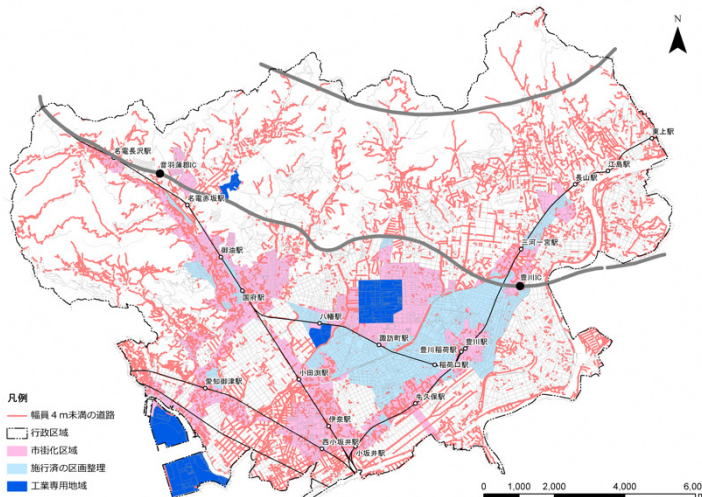 N
東上駅
江島駅
名電長沢駅
音羽蒲郡IC
長山駅
名電赤坂駅
三河一宮駅
御油駅
豊川IC
国府駅
八幡駅
諏訪町駅
豊川稲荷駅
豊川駅
稲荷口駅
小田渕駅
愛知御津駅
牛久保駅
伊奈駅
西小坂井駅
小坂井駅
凡例
幅員4m未満の道路
行政区域
市街化区域
施行済の区画整理
工業専用地域
0 1,000 2,000 4,000 6,00